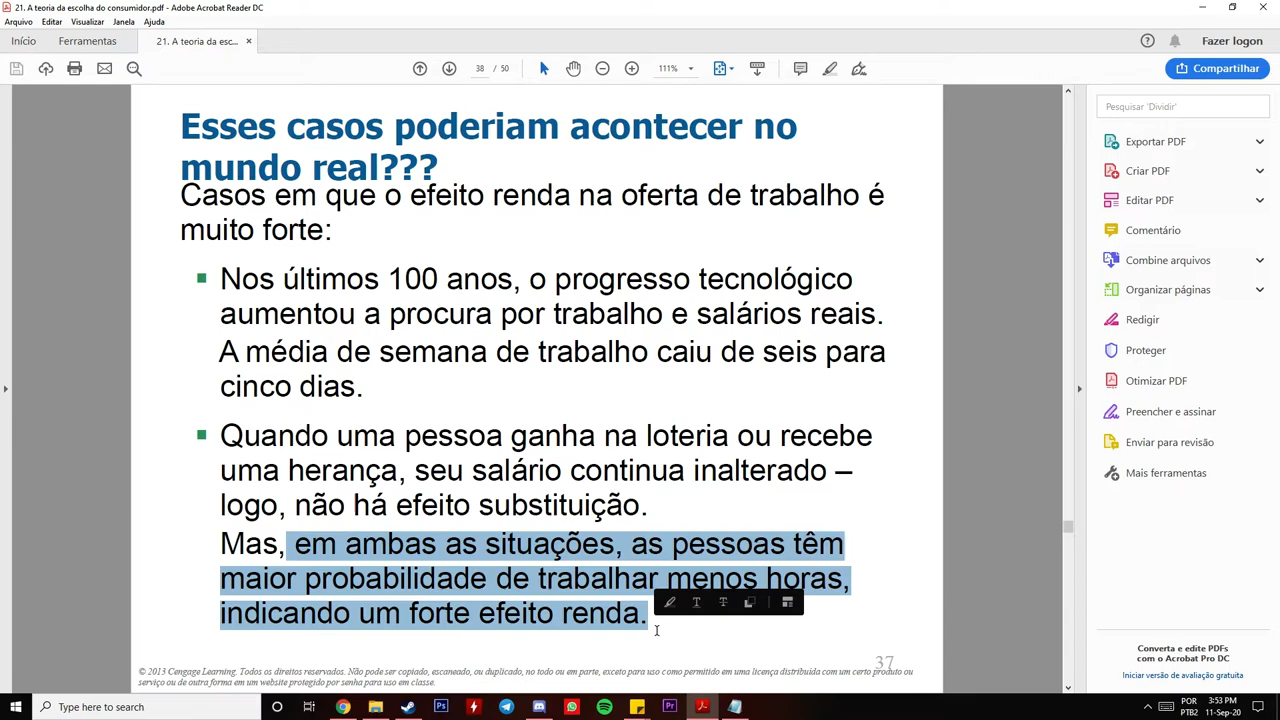 21. A teoria da escolha do consumidor.pdf - Adobe Acrobat Reader DC
Arquivo Editar Visualizar Janela Ajuda
Início Ferramentas 21. A teoria da esc... × Fazer logon
38 / 50 111% Compartilhar
Esses casos poderiam acontecer no
mundo real???
Casos em que o efeito renda na oferta de trabalho é
muito forte:
Nos últimos 100 anos, o progresso tecnológico
aumentou a procura por trabalho e salários reais.
A média de semana de trabalho caiu de seis para
cinco dias.
Quando uma pessoa ganha na loteria ou recebe
uma herança, seu salário continua inalterado –
logo, não há efeito substituição.
Mas, em ambas as situações, as pessoas têm
maior probabilidade de trabalhar menos horas,
indicando um forte efeito renda.
37
© 2013 Cengage Learning. Todos os direitos reservados. Não pode ser copiado, escaneado, ou duplicado, no todo ou em parte, exceto para uso como permitido em uma licença distribuída com um certo produto ou
serviço ou de outra forma em um website protegido por senha para uso em classe.
Pesquisar 'Dividir'
Exportar PDF
Criar PDF
Editar PDF
Comentário
Combine arquivos
Organizar páginas
Redigir
Proteger
Otimizar PDF
Preencher e assinar
Enviar para revisão
Mais ferramentas
Converta e edite PDFs
com o Acrobat Pro DC
Iniciar versão de avaliação gratuita
Type here to search
Ps
Pr
POR
PTB2
3:53 PM
11-Sep-20